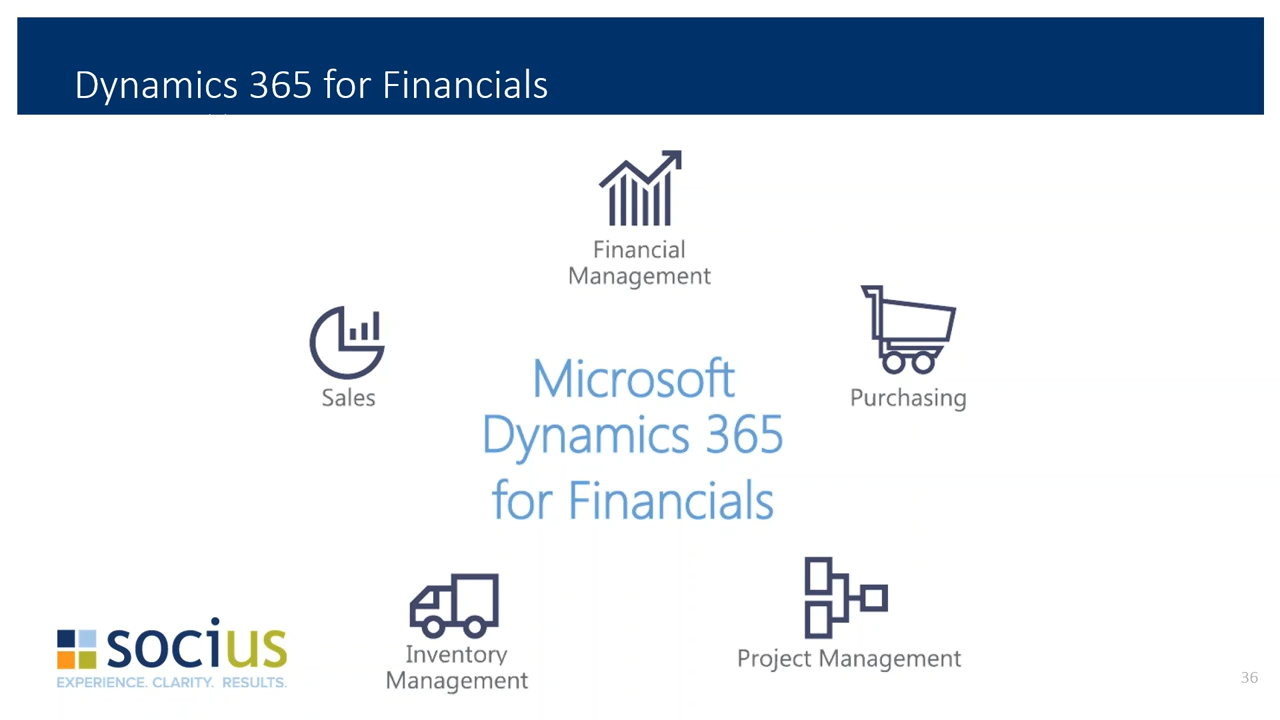 Dynamics 365 for Financials
Financial
Management
Sales
Purchasing
Microsoft
Dynamics 365
for Financials
Inventory
Management
Project Management
socius
EXPERIENCE. CLARITY. RESULTS.
36